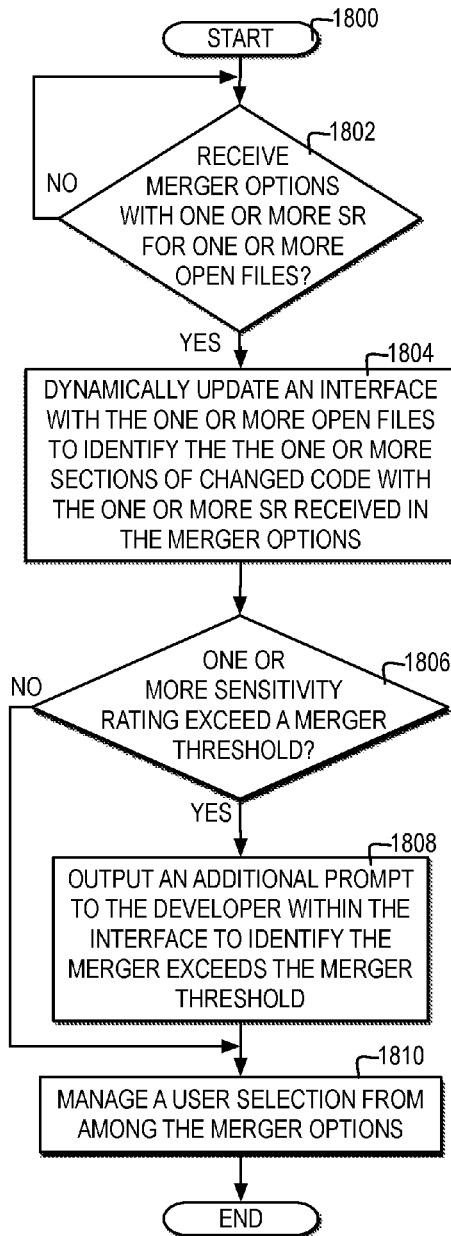 START
1800
1802
RECEIVE
MERGER OPTIONS
WITH ONE OR MORE SR
FOR ONE OR MORE
OPEN FILES?
NO
YES
1804
DYNAMICALLY UPDATE AN INTERFACE
WITH THE ONE OR MORE OPEN FILES
TO IDENTIFY THE THE ONE OR MORE
SECTIONS OF CHANGED CODE WITH
THE ONE OR MORE SR RECEIVED IN
THE MERGER OPTIONS
1806
ONE OR
MORE SENSITIVITY
RATING EXCEED A MERGER
THRESHOLD?
NO
YES
1808
OUTPUT AN ADDITIONAL PROMPT
TO THE DEVELOPER WITHIN THE
INTERFACE TO IDENTIFY THE
MERGER EXCEEDS THE MERGER
THRESHOLD
1810
MANAGE A USER SELECTION FROM
AMONG THE MERGER OPTIONS
END